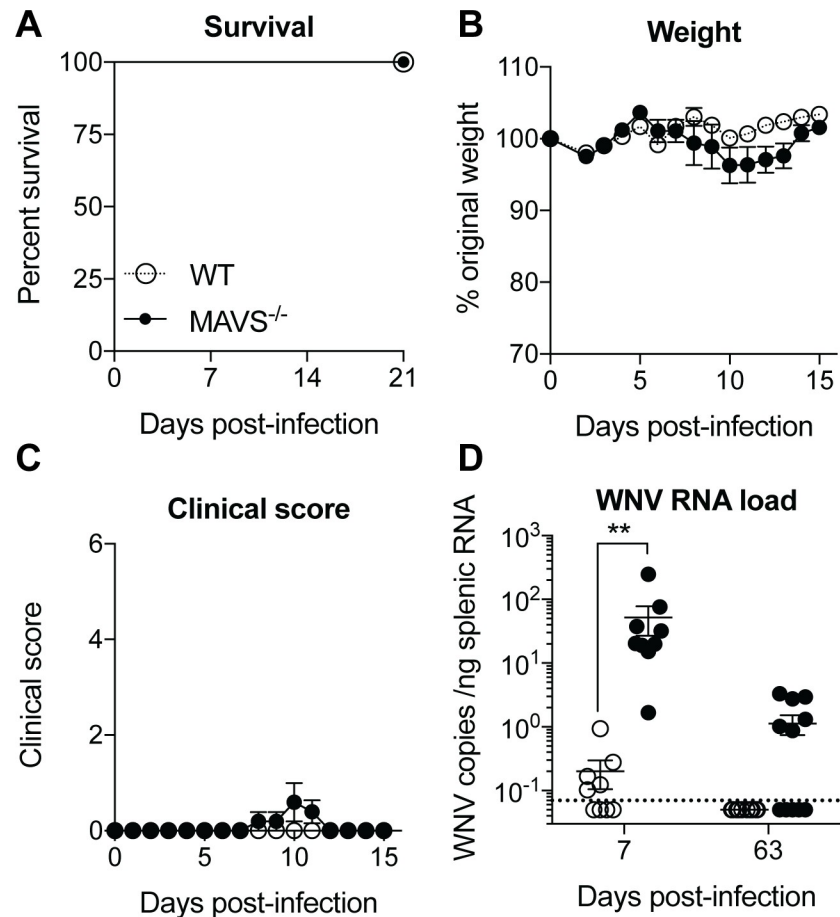 A
Survival
Percent survival
100
75
50
25
0
WT
MAVS-/-
0 7 14 21
Days post-infection
B
Weight
% original weight
110
100
90
80
70
0 5 10 15
Days post-infection
C
Clinical score
Clinical score
6
4
2
0
0 5 10 15
Days post-infection
D
WNV RNA load
WNV copies /ng splenic RNA
**
10³
10²
10¹
10⁰
10⁻¹
7 63
Days post-infection